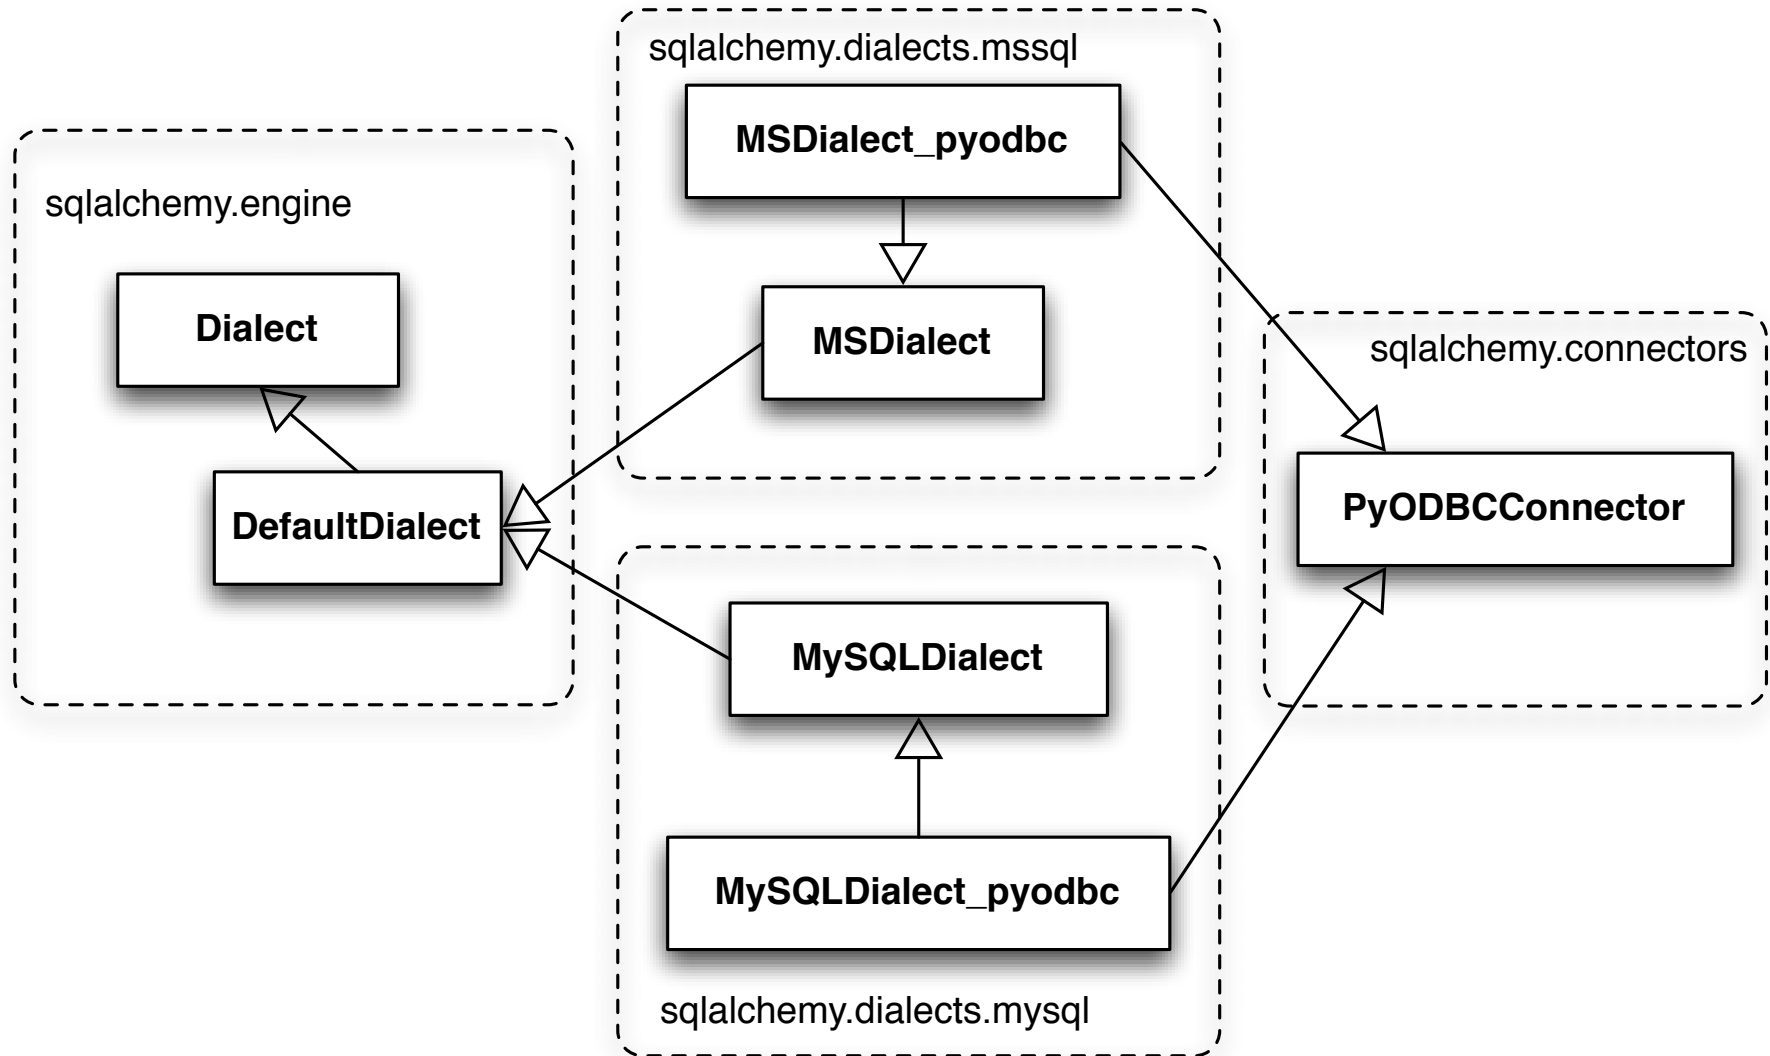 sqlalchemy.dialects.mssql
MSDialect_pyodbc
sqlalchemy.engine
Dialect
MSDialect
sqlalchemy.connectors
DefaultDialect
PyODBCConnector
MySQLDialect
MySQLDialect_pyodbc
sqlalchemy.dialects.mysql